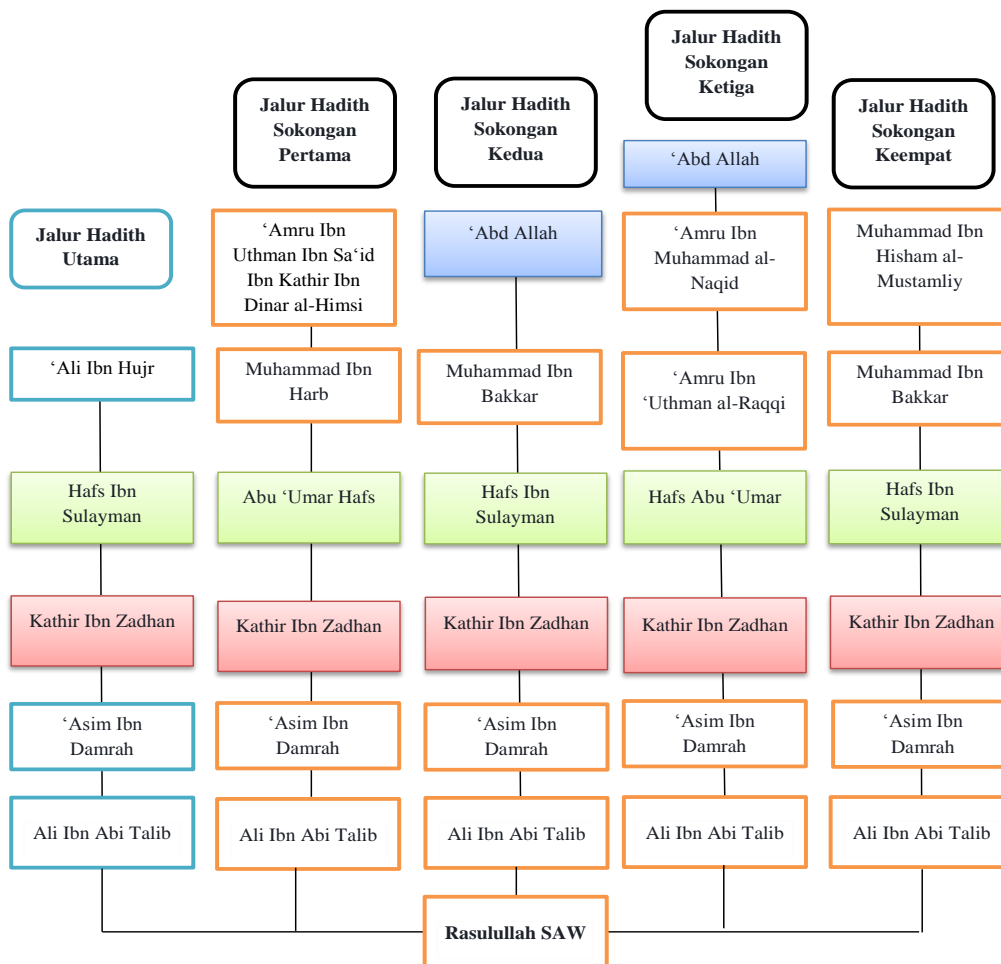 Jalur Hadith
Utama
‘Ali Ibn Hujr
Hafs Ibn
Sulayman
Kathir Ibn Zadhan
‘Asim Ibn
Damrah
Ali Ibn Abi Talib
Jalur Hadith
Sokongan
Pertama
‘Amru Ibn
Uthman Ibn Sa‘id
Ibn Kathir Ibn
Dinar al-Himsi
Muhammad Ibn
Harb
Abu ‘Umar Hafs
Kathir Ibn Zadhan
‘Asim Ibn
Damrah
Ali Ibn Abi Talib
Jalur Hadith
Sokongan
Kedua
‘Abd Allah
Muhammad Ibn
Bakkar
Hafs Ibn
Sulayman
Kathir Ibn Zadhan
‘Asim Ibn
Damrah
Ali Ibn Abi Talib
Jalur Hadith
Sokongan
Ketiga
‘Abd Allah
‘Amru Ibn
Muhammad al-
Naqid
‘Amru Ibn
‘Uthman al-Raqqi
Hafs Abu ‘Umar
Kathir Ibn Zadhan
‘Asim Ibn
Damrah
Ali Ibn Abi Talib
Jalur Hadith
Sokongan
Keempat
Muhammad Ibn
Hisham al-
Mustamliy
Muhammad Ibn
Bakkar
Hafs Ibn
Sulayman
Kathir Ibn Zadhan
‘Asim Ibn
Damrah
Ali Ibn Abi Talib
Rasulullah SAW